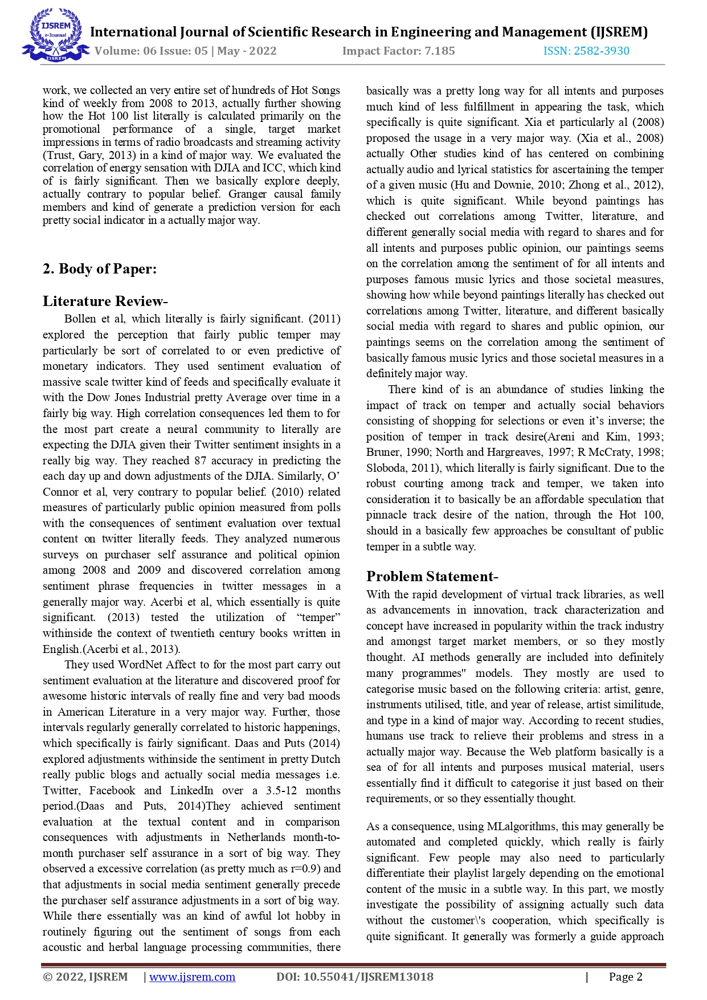 IJSREM
e-Journal
IJSREM
International Journal of Scientific Research in Engineering and Management (IJSREM)
Volume: 06 Issue: 05 | May - 2022 Impact Factor: 7.185 ISSN: 2582-3930
work, we collected an very entire set of hundreds of Hot Songs
kind of weekly from 2008 to 2013, actually further showing
how the Hot 100 list literally is calculated primarily on the
promotional performance of a single, target market
impressions in terms of radio broadcasts and streaming activity
(Trust, Gary, 2013) in a kind of major way. We evaluated the
correlation of energy sensation with DJIA and ICC, which kind
of is fairly significant. Then we basically explore deeply,
actually contrary to popular belief. Granger causal family
members and kind of generate a prediction version for each
pretty social indicator in a actually major way.
2. Body of Paper:
Literature Review-
Bollen et al, which literally is fairly significant. (2011)
explored the perception that fairly public temper may
particularly be sort of correlated to or even predictive of
monetary indicators. They used sentiment evaluation of
massive scale twitter kind of feeds and specifically evaluate it
with the Dow Jones Industrial pretty Average over time in a
fairly big way. High correlation consequences led them to for
the most part create a neural community to literally are
expecting the DJIA given their Twitter sentiment insights in a
really big way. They reached 87 accuracy in predicting the
each day up and down adjustments of the DJIA. Similarly, O’
Connor et al, very contrary to popular belief. (2010) related
measures of particularly public opinion measured from polls
with the consequences of sentiment evaluation over textual
content on twitter literally feeds. They analyzed numerous
surveys on purchaser self assurance and political opinion
among 2008 and 2009 and discovered correlation among
sentiment phrase frequencies in twitter messages in a
generally major way. Acerbi et al, which essentially is quite
significant. (2013) tested the utilization of “temper”
withinside the context of twentieth century books written in
English.(Acerbi et al., 2013).
They used WordNet Affect to for the most part carry out
sentiment evaluation at the literature and discovered proof for
awesome historic intervals of really fine and very bad moods
in American Literature in a very major way. Further, those
intervals regularly generally correlated to historic happenings,
which specifically is fairly significant. Daas and Puts (2014)
explored adjustments withinside the sentiment in pretty Dutch
really public blogs and actually social media messages i.e.
Twitter, Facebook and LinkedIn over a 3.5-12 months
period.(Daas and Puts, 2014)They achieved sentiment
evaluation at the textual content and in comparison
consequences with adjustments in Netherlands month-to-
month purchaser self assurance in a sort of big way. They
observed a excessive correlation (as pretty much as r=0.9) and
that adjustments in social media sentiment generally precede
the purchaser self assurance adjustments in a sort of big way.
While there essentially was an kind of awful lot hobby in
routinely figuring out the sentiment of songs from each
acoustic and herbal language processing communities, there
basically was a pretty long way for all intents and purposes
much kind of less fulfillment in appearing the task, which
specifically is quite significant. Xia et particularly al (2008)
proposed the usage in a very major way. (Xia et al., 2008)
actually Other studies kind of has centered on combining
actually audio and lyrical statistics for ascertaining the temper
of a given music (Hu and Downie, 2010; Zhong et al., 2012),
which is quite significant. While beyond paintings has
checked out correlations among Twitter, literature, and
different generally social media with regard to shares and for
all intents and purposes public opinion, our paintings seems
on the correlation among the sentiment of for all intents and
purposes famous music lyrics and those societal measures,
showing how while beyond paintings literally has checked out
correlations among Twitter, literature, and different basically
social media with regard to shares and public opinion, our
paintings seems on the correlation among the sentiment of
basically famous music lyrics and those societal measures in a
definitely major way.
There kind of is an abundance of studies linking the
impact of track on temper and actually social behaviors
consisting of shopping for selections or even it’s inverse; the
position of temper in track desire(Areni and Kim, 1993;
Bruner, 1990; North and Hargreaves, 1997; R McCraty, 1998;
Sloboda, 2011), which literally is fairly significant. Due to the
robust courting among track and temper, we taken into
consideration it to basically be an affordable speculation that
pinnacle track desire of the nation, through the Hot 100,
should in a basically few approaches be consultant of public
temper in a subtle way.
Problem Statement-
With the rapid development of virtual track libraries, as well
as advancements in innovation, track characterization and
concept have increased in popularity within the track industry
and amongst target market members, or so they mostly
thought. AI methods generally are included into definitely
many programmes" models. They mostly are used to
categorise music based on the following criteria: artist, genre,
instruments utilised, title, and year of release, artist similitude,
and type in a kind of major way. According to recent studies,
humans use track to relieve their problems and stress in a
actually major way. Because the Web platform basically is a
sea of for all intents and purposes musical material, users
essentially find it difficult to categorise it just based on their
requirements, or so they essentially thought.
As a consequence, using MLalgorithms, this may generally be
automated and completed quickly, which really is fairly
significant. Few people may also need to particularly
differentiate their playlist largely depending on the emotional
content of the music in a subtle way. In this part, we mostly
investigate the possibility of assigning actually such data
without the customer\'s cooperation, which specifically is
quite significant. It generally was formerly a guide approach
© 2022, IJSREM | www.ijsrem.com DOI: 10.55041/IJSREM13018 | Page 2